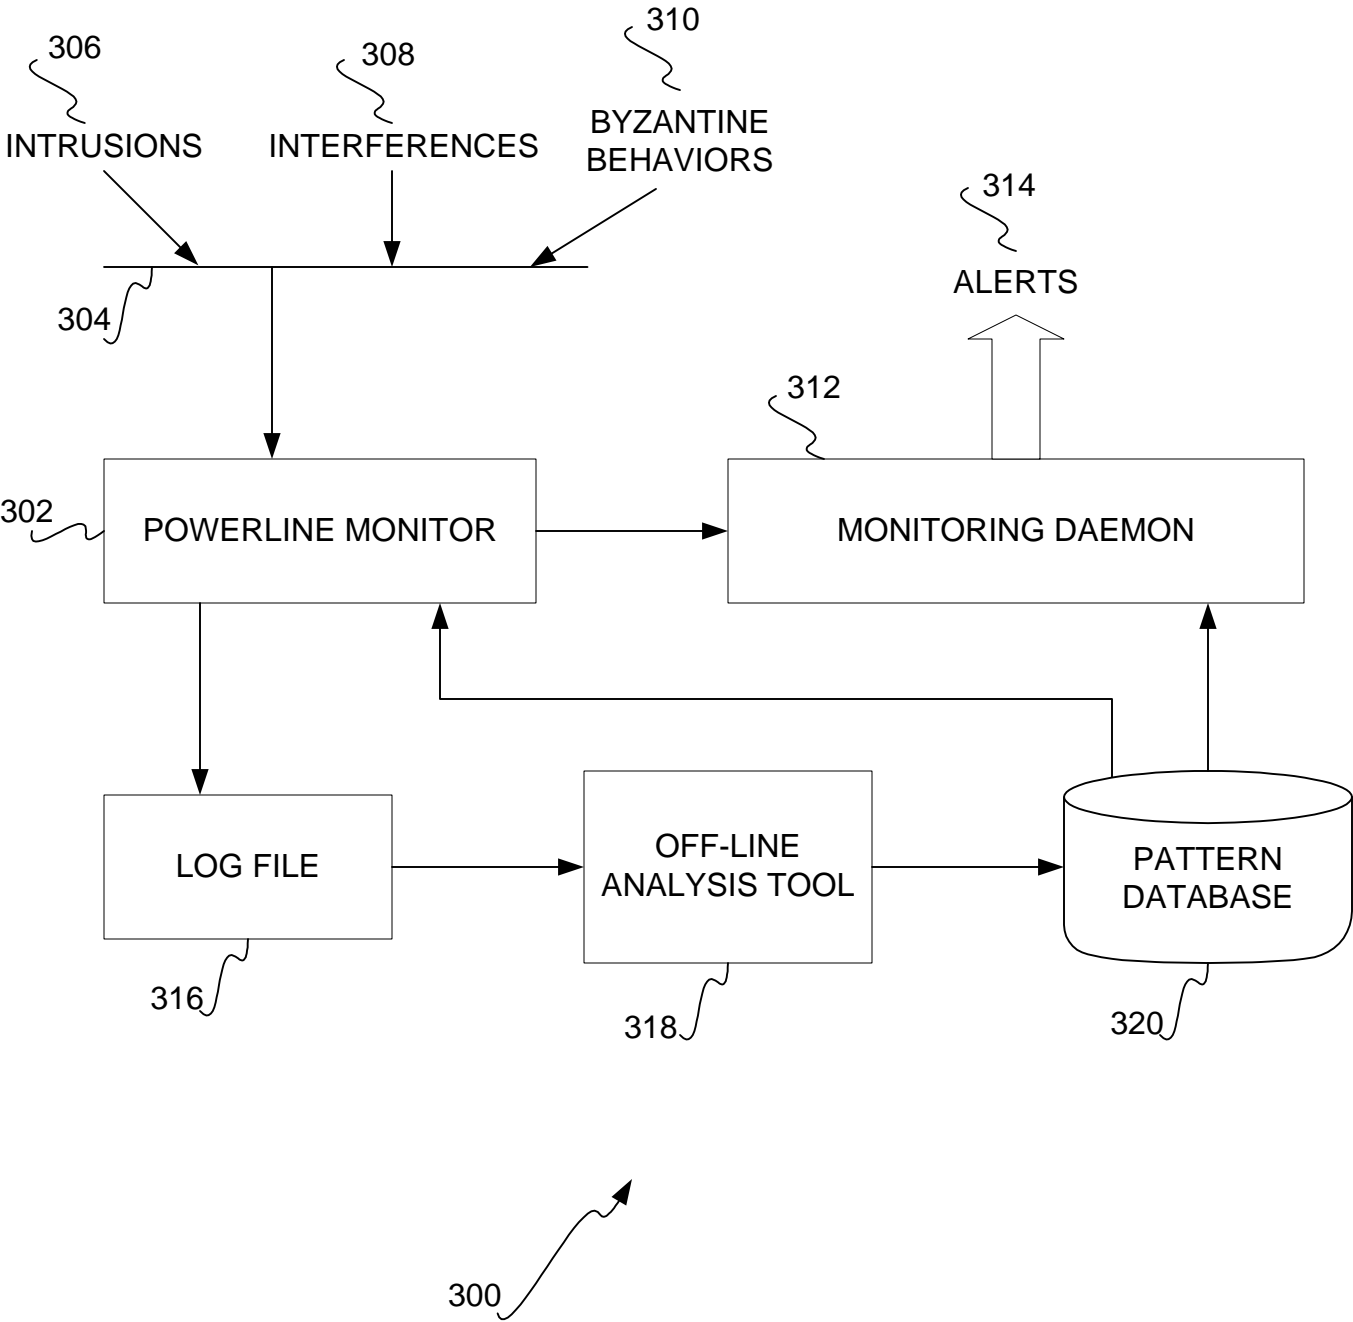 310
306
308
BYZANTINE
BEHAVIORS
INTRUSIONS
INTERFERENCES
314
ALERTS
304
312
302
POWERLINE MONITOR
MONITORING DAEMON
LOG FILE
OFF-LINE
ANALYSIS TOOL
PATTERN
DATABASE
316
318
320
300